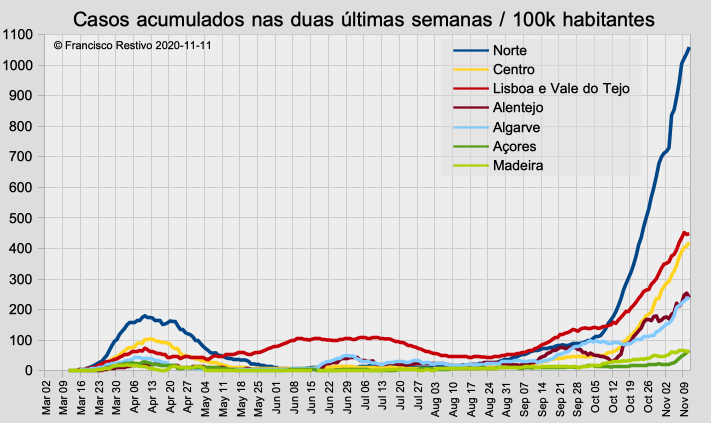 Casos acumulados nas duas últimas semanas / 100k habitantes
© Francisco Restivo 2020-11-11
Norte
Centro
Lisboa e Vale do Tejo
Alentejo
Algarve
Açores
Madeira
1100
1000
900
800
700
600
500
400
300
200
100
0
Mar 02
Mar 09
Mar 16
Mar 23
Mar 30
Apr 06
Apr 13
Apr 20
Apr 27
May 04
May 11
May 18
May 25
Jun 01
Jun 08
Jun 15
Jun 22
Jun 29
Jul 06
Jul 13
Jul 20
Jul 27
Aug 03
Aug 10
Aug 17
Aug 24
Aug 31
Sep 07
Sep 14
Sep 21
Sep 28
Oct 05
Oct 12
Oct 19
Oct 26
Nov 02
Nov 09